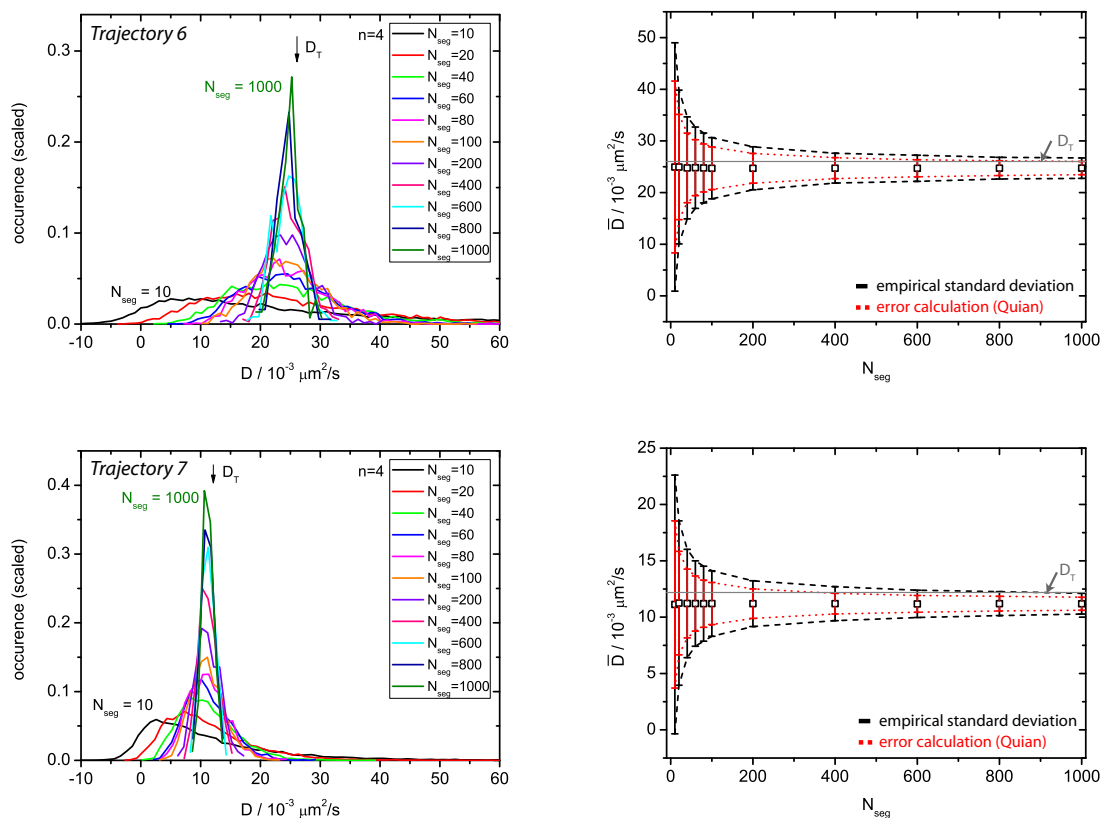 Trajectory 6
n=4
D_T
N_seg = 1000
N_seg = 10
N_seg=10
N_seg=20
N_seg=40
N_seg=60
N_seg=80
N_seg=100
N_seg=200
N_seg=400
N_seg=600
N_seg=800
N_seg=1000
occurrence (scaled)
0.3
0.2
0.1
0.0
-10 0 10 20 30 40 50 60
D / 10⁻³ µm²/s
D̅ / 10⁻³ µm²/s
50
40
30
20
10
0
D_T
empirical standard deviation
error calculation (Quian)
0 200 400 600 800 1000
N_seg
Trajectory 7
n=4
D_T
N_seg = 1000
N_seg = 10
N_seg=10
N_seg=20
N_seg=40
N_seg=60
N_seg=80
N_seg=100
N_seg=200
N_seg=400
N_seg=600
N_seg=800
N_seg=1000
occurrence (scaled)
0.4
0.3
0.2
0.1
0.0
-10 0 10 20 30 40 50 60
D / 10⁻³ µm²/s
D̅ / 10⁻³ µm²/s
25
20
15
10
5
0
D_T
empirical standard deviation
error calculation (Quian)
0 200 400 600 800 1000
N_seg